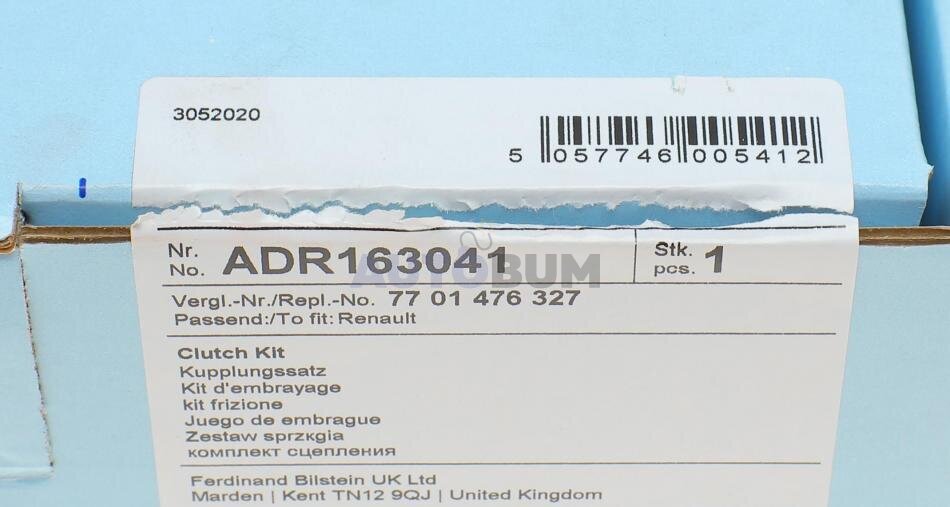 3052020
5 057746 005412
Nr.
No. ADR163041
Stk.
pcs. 1
AUTOBUM
Vergl.-Nr./Repl.-No. 77 01 476 327
Passend:/To fit: Renault
Clutch Kit
Kupplungssatz
Kit d'embrayage
kit frizione
Juego de embrague
Zestaw sprzкgia
комплект сцепления
Ferdinand Bilstein UK Ltd
Marden | Kent TN12 9QJ | United Kingdom